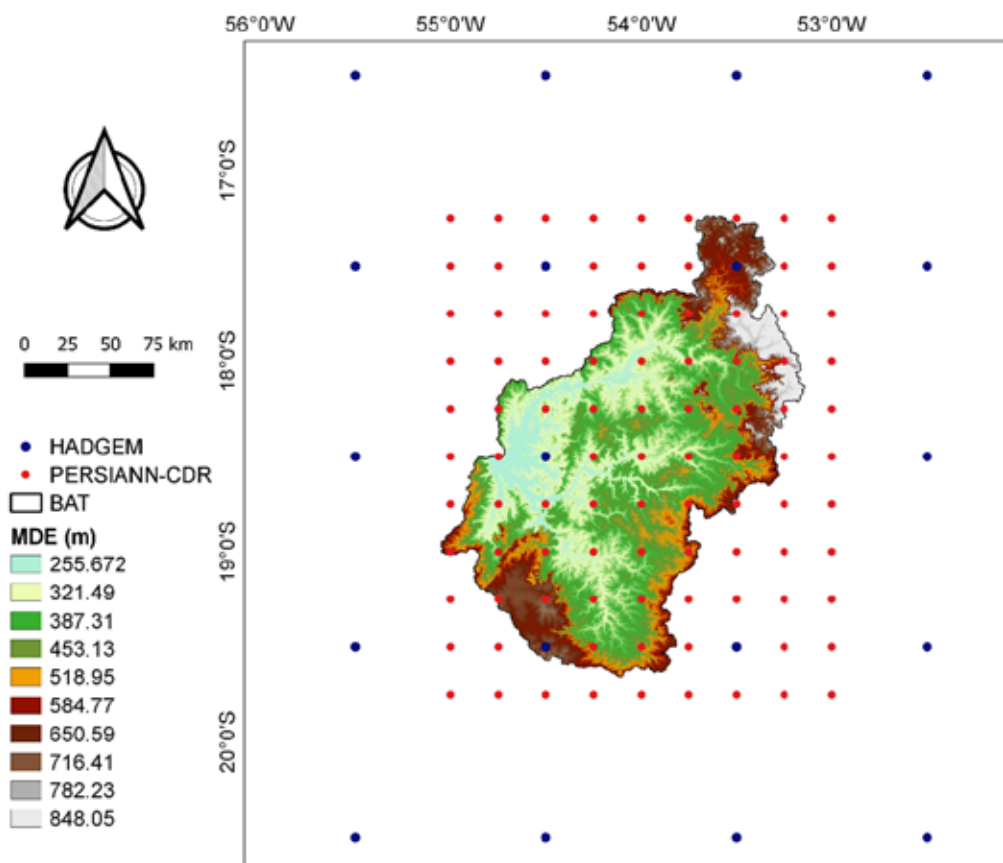 56°0'0"W 55°0'W 54°0'W 53°0'W
17°0'S
18°0'S
19°0'S
20°0'S
0 25 50 75 km
HADGEM
PERSIANN-CDR
BAT
MDE (m)
255.672
321.49
387.31
453.13
518.95
584.77
650.59
716.41
782.23
848.05